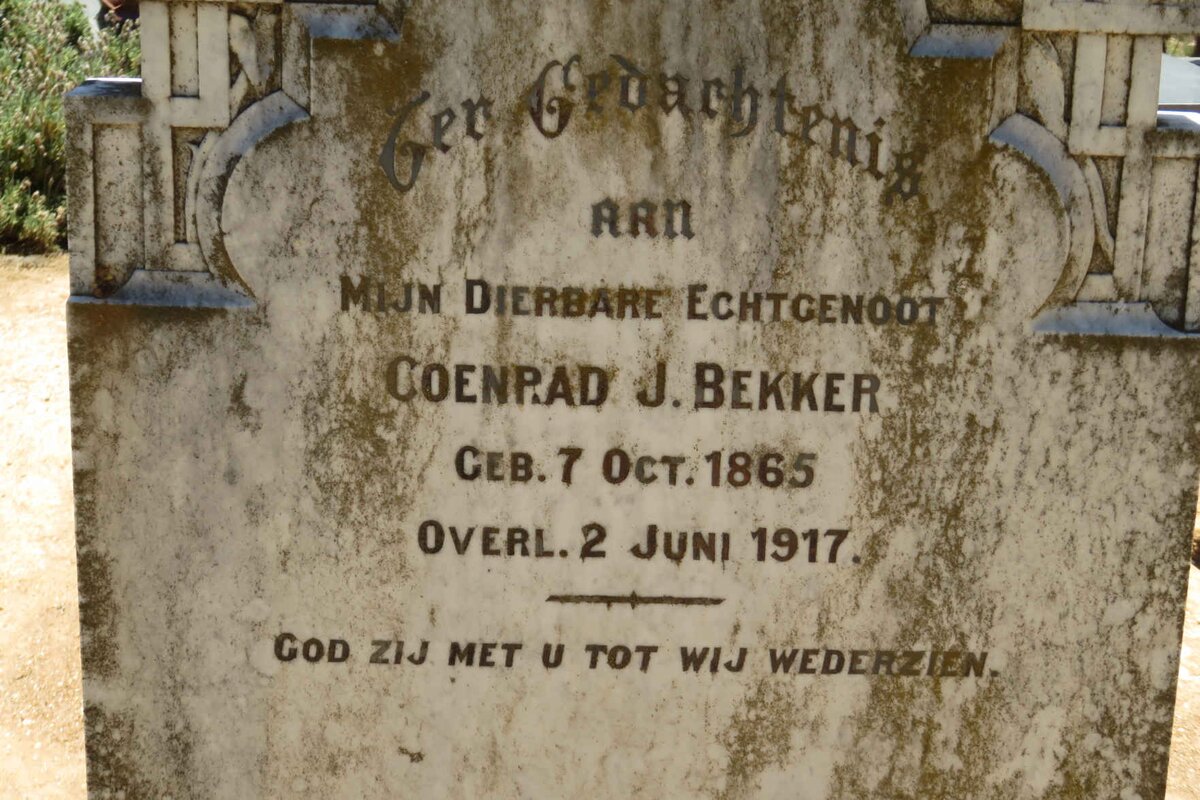 Ter Gedachtenis
AAN
MIJN DIERBARE ECHTGENOOT
COENRAD J. BEKKER
GEB. 7 OCT. 1865
OVERL. 2 JUNI 1917.
GOD ZIJ MET U TOT WIJ WEDERZIEN.